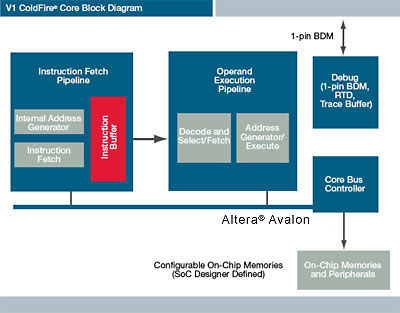 V1 ColdFire® Core Block Diagram
1-pin BDM
Instruction Fetch
Pipeline
Internal Address
Generator
Instruction
Fetch
Instruction
Buffer
Operand
Execution
Pipeline
Decode and
Select/Fetch
Address
Generator/
Execute
Debug
(1-pin BDM,
RTD,
Trace Buffer)
Core Bus
Controller
Altera® Avalon
Configurable On-Chip Memories
(SoC Designer Defined)
On-Chip Memories
and Peripherals